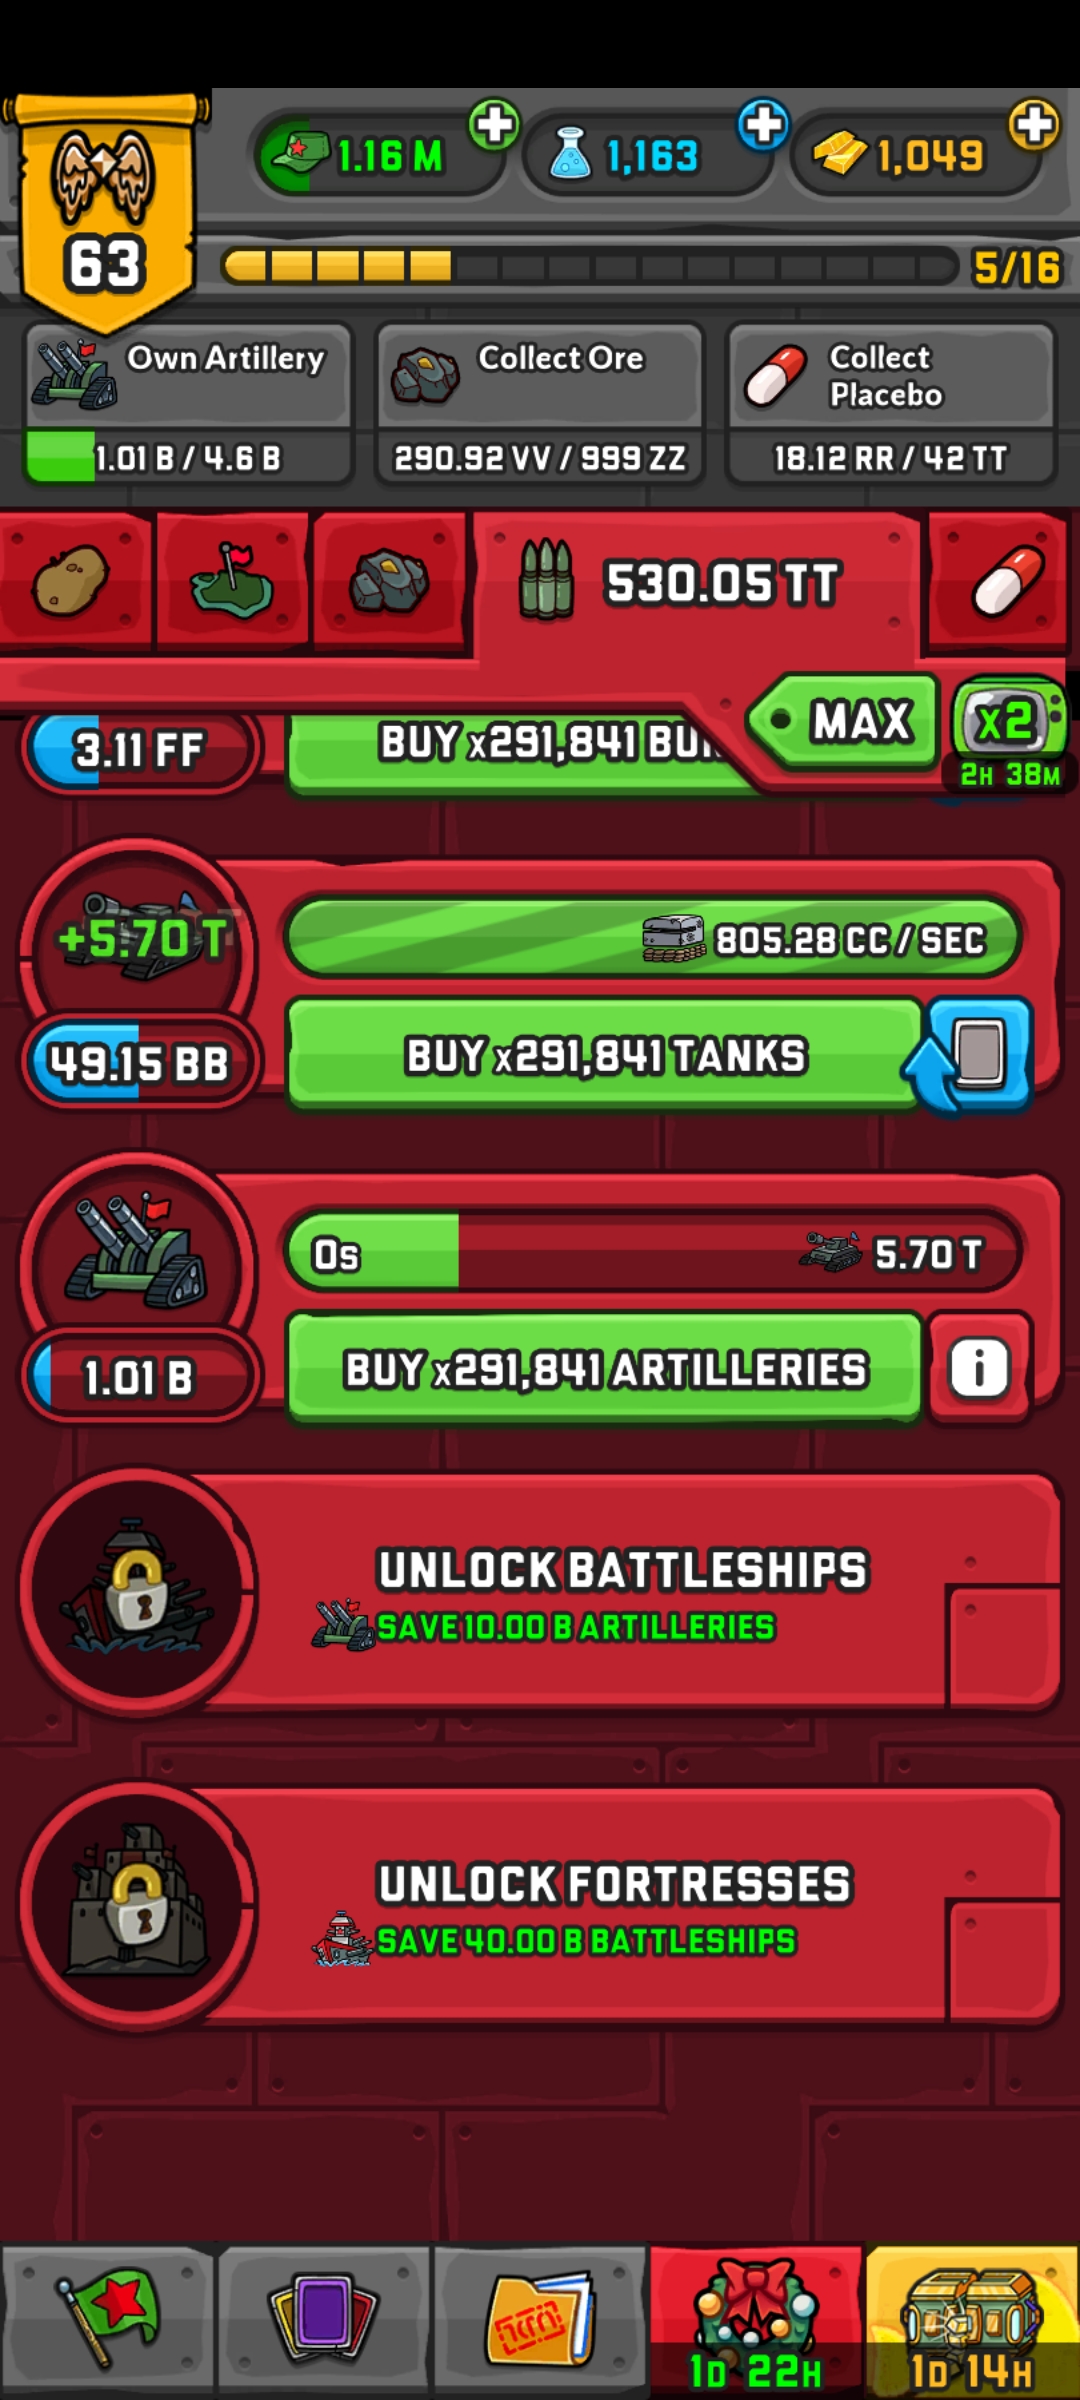 1.16 M
1,163
1,049
63
5/16
Own Artillery
Collect Ore
Collect
Placebo
1.01 B / 4.6 B
290.92 VV / 999 ZZ
18.12 RR / 42 TT
530.05 TT
MAX
x2
2H 38M
3.11 FF
BUY x291,841
+5.70 T
805.28 CC / SEC
49.15 BB
BUY x291,841 TANKS
0s
5.70 T
1.01 B
BUY x291,841 ARTILLERIES
i
UNLOCK BATTLESHIPS
SAVE 10.00 B ARTILLERIES
UNLOCK FORTRESSES
SAVE 40.00 B BATTLESHIPS
1D 22H
1D 14H